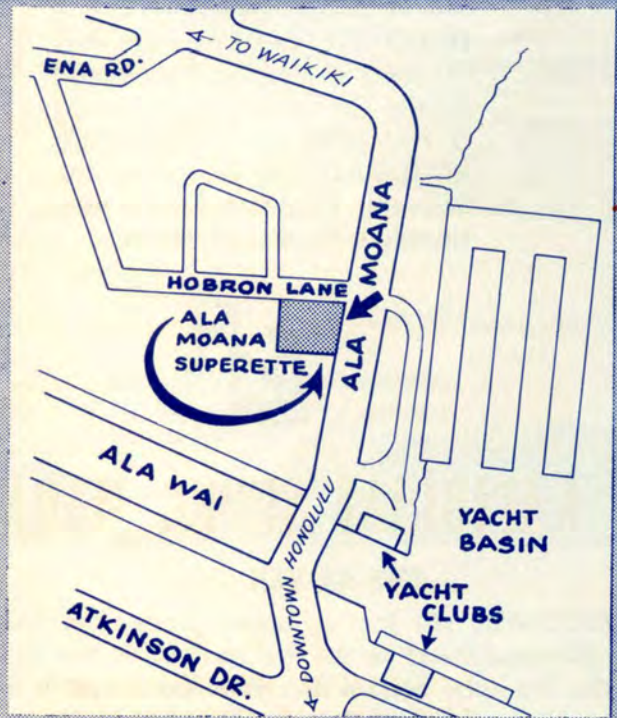 ← TO WAIKIKI
ENA RD.
ALA MOANA
HOBRON LANE
ALA
MOANA
SUPERETTE
ALA WAI
YACHT
BASIN
YACHT
CLUBS
← DOWNTOWN HONOLULU
ATKINSON DR.